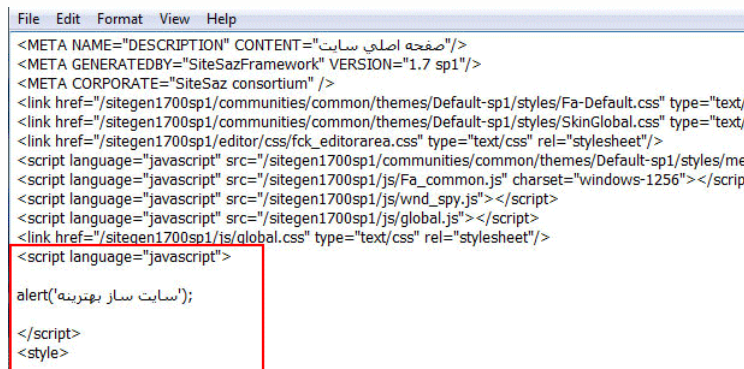 File Edit Format View Help
<META NAME="DESCRIPTION" CONTENT="صفحه اصلي سايت"/>
<META GENERATEDBY="SiteSazFramework" VERSION="1.7 sp1"/>
<META CORPORATE="SiteSaz consortium" />
<link href="/sitegen1700sp1/communities/common/themes/Default-sp1/styles/Fa-Default.css" type="text/
<link href="/sitegen1700sp1/communities/common/themes/Default-sp1/styles/SkinGlobal.css" type="text/
<link href="/sitegen1700sp1/editor/css/fck_editorarea.css" type="text/css" rel="stylesheet"/>
<script language="javascript" src="/sitegen1700sp1/communities/common/themes/Default-sp1/styles/me
<script language="javascript" src="/sitegen1700sp1/js/Fa_common.js" charset="windows-1256"></scrip
<script language="javascript" src="/sitegen1700sp1/js/wnd_spy.js"></script>
<script language="javascript" src="/sitegen1700sp1/js/global.js"></script>
<link href="/sitegen1700sp1/js/global.css" type="text/css" rel="stylesheet"/>
<script language="javascript">
alert('سایت ساز بهترینه');
</script>
<style>